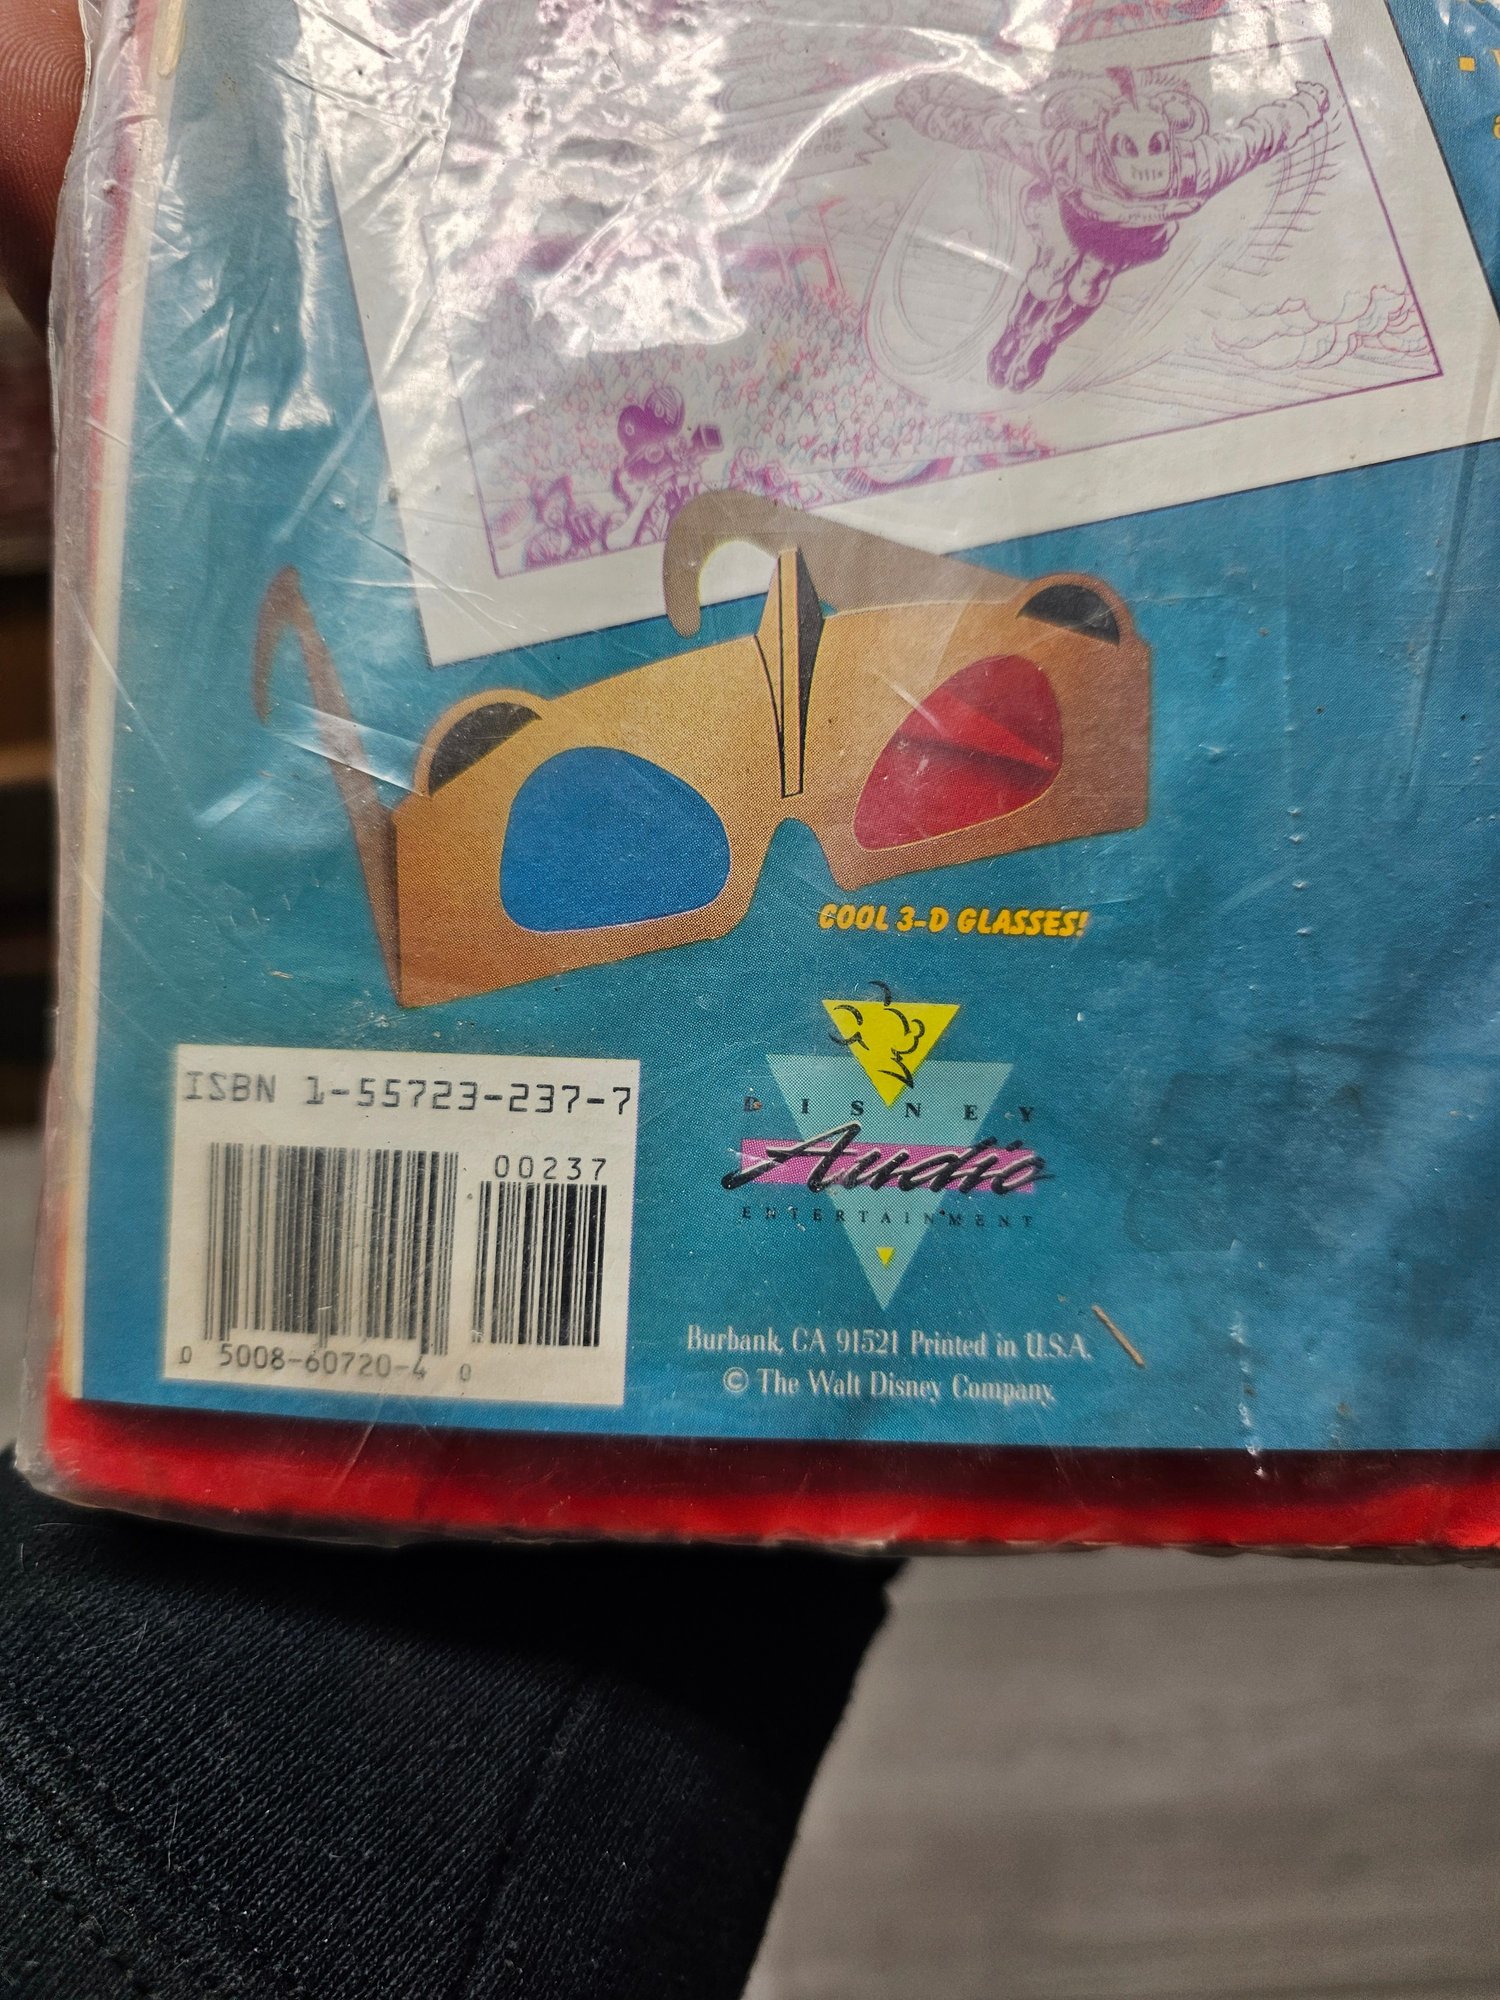 COOL 3-D GLASSES!
ISBN 1-55723-237-7
00237
0 5008-60720-4 0
DISNEY
Audio
ENTERTAINMENT
Burbank, CA 91521 Printed in U.S.A.
© The Walt Disney Company